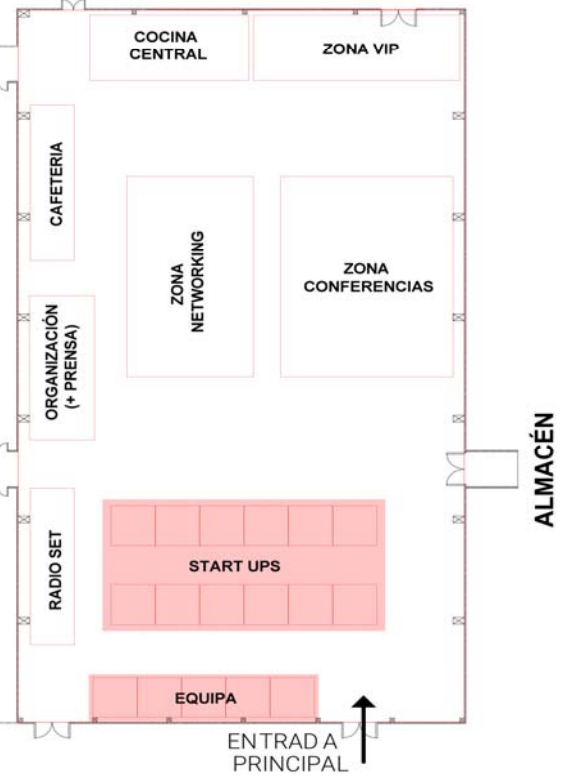 COCINA
CENTRAL
ZONA VIP
CAFETERIA
ZONA
NETWORKING
ZONA
CONFERENCIAS
ORGANIZACIÓN
(+ PRENSA)
ALMACÉN
RADIO SET
START UPS
EQUIPA
ENTRAD A
PRINCIPAL